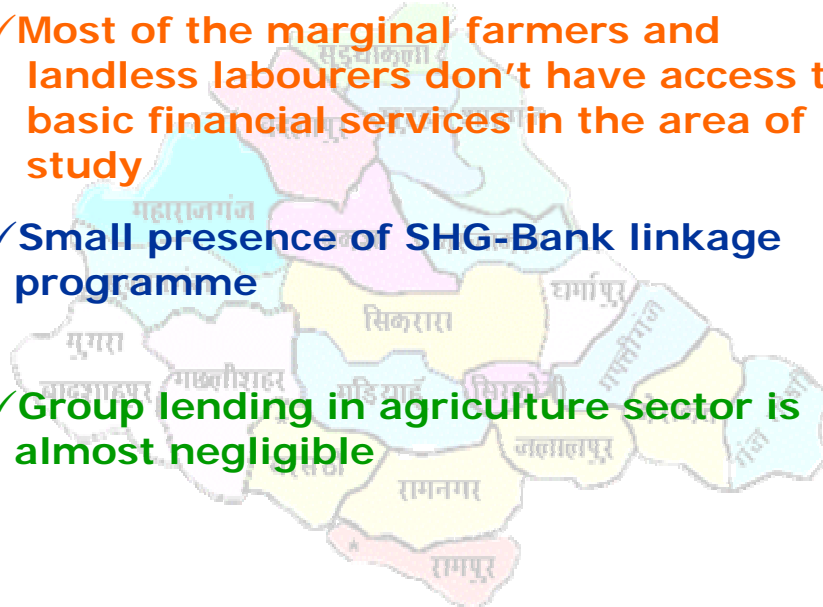 ✓Most of the marginal farmers and
landless labourers don't have access t
basic financial services in the area of
study
✓Small presence of SHG-Bank linkage
programme
✓Group lending in agriculture sector is
almost negligible
महाराजगंज
सिकरारा
धर्मापुर
मुंगरा
बादशाहपुर
मछलीशहर
मडियाहूं
जलालपुर
रामनगर
रामपुर